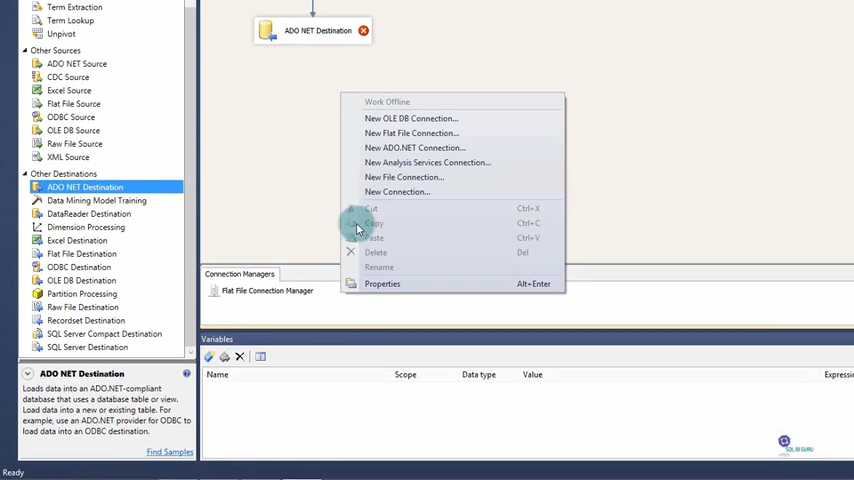 Term Extraction
Term Lookup
Unpivot
Other Sources
ADO NET Source
CDC Source
Excel Source
Flat File Source
ODBC Source
OLE DB Source
Raw File Source
XML Source
Other Destinations
ADO NET Destination
Data Mining Model Training
DataReader Destination
Dimension Processing
Excel Destination
Flat File Destination
ODBC Destination
OLE DB Destination
Partition Processing
Raw File Destination
Recordset Destination
SQL Server Compact Destination
SQL Server Destination
ADO NET Destination
Loads data into an ADO.NET-compliant
database that uses a database table or view.
Load data into a new or existing table. For
example, use an ADO.NET provider for ODBC to
load data into an ODBC destination.
Find Samples
Ready
ADO NET Destination
Work Offline
New OLE DB Connection...
New Flat File Connection...
New ADO.NET Connection...
New Analysis Services Connection...
New File Connection...
New Connection...
Cut Ctrl+X
Copy Ctrl+C
Paste Ctrl+V
Delete Del
Rename
Properties Alt+Enter
Connection Managers
Flat File Connection Manager
Variables
Name Scope Data type Value Expressi
SQL BI GURU